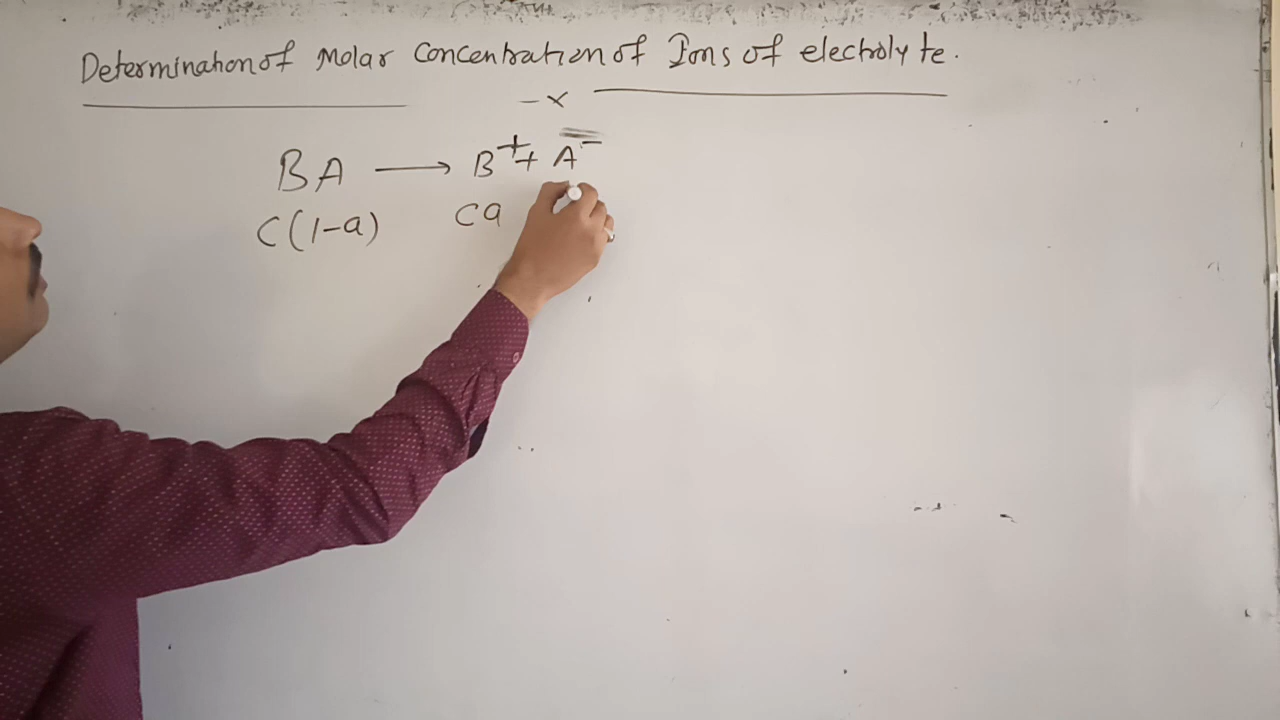 Determination of Molar Concentration of Ions of electrolyte.
- x
BA → B⁺ + A⁻
C(1-a) Ca